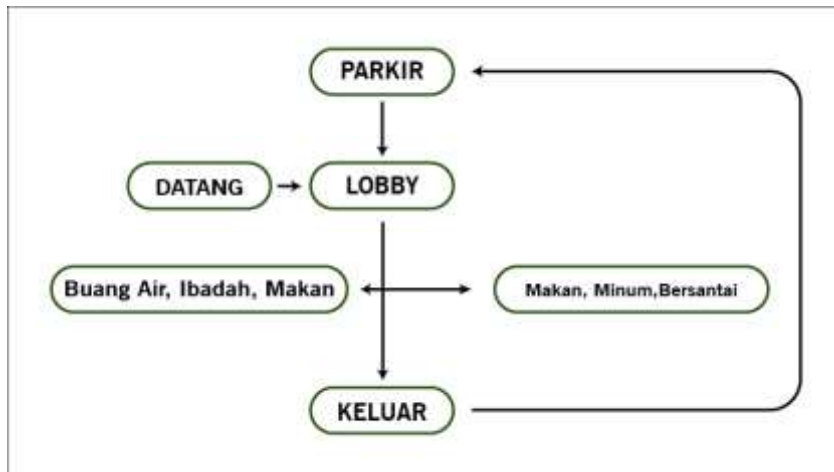 PARKIR
DATANG
LOBBY
Buang Air, Ibadah, Makan
Makan, Minum,Bersantai
KELUAR